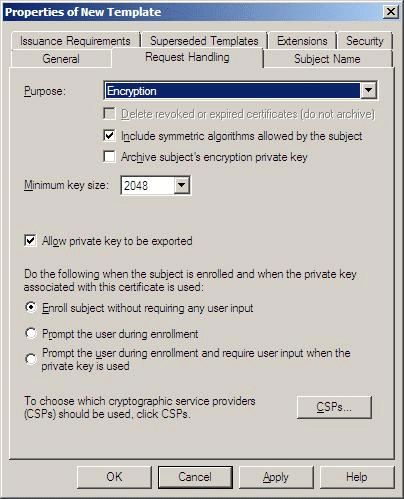 Properties of New Template
Issuance Requirements
Superseded Templates
Extensions
Security
General
Request Handling
Subject Name
Purpose:
Encryption
Delete revoked or expired certificates (do not archive)
Include symmetric algorithms allowed by the subject
Archive subject's encryption private key
Minimum key size:
2048
Allow private key to be exported
Do the following when the subject is enrolled and when the private key
associated with this certificate is used:
Enroll subject without requiring any user input
Prompt the user during enrollment
Prompt the user during enrollment and require user input when the
private key is used
To choose which cryptographic service providers
(CSPs) should be used, click CSPs.
CSPs...
OK
Cancel
Apply
Help